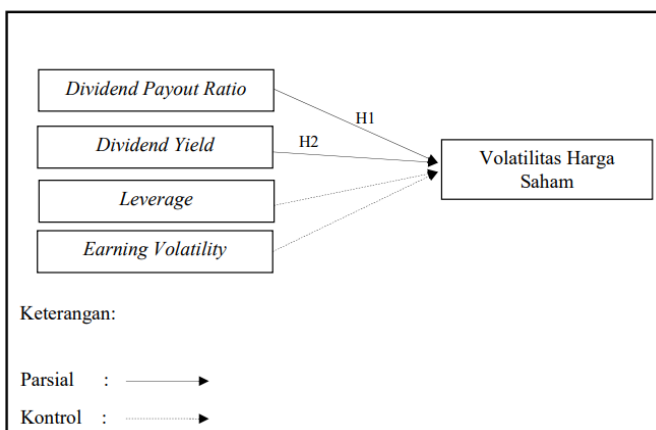 Dividend Payout Ratio
H1
Dividend Yield
H2
Volatilitas Harga
Saham
Leverage
Earning Volatility
Keterangan:
Parsial :
Kontrol :